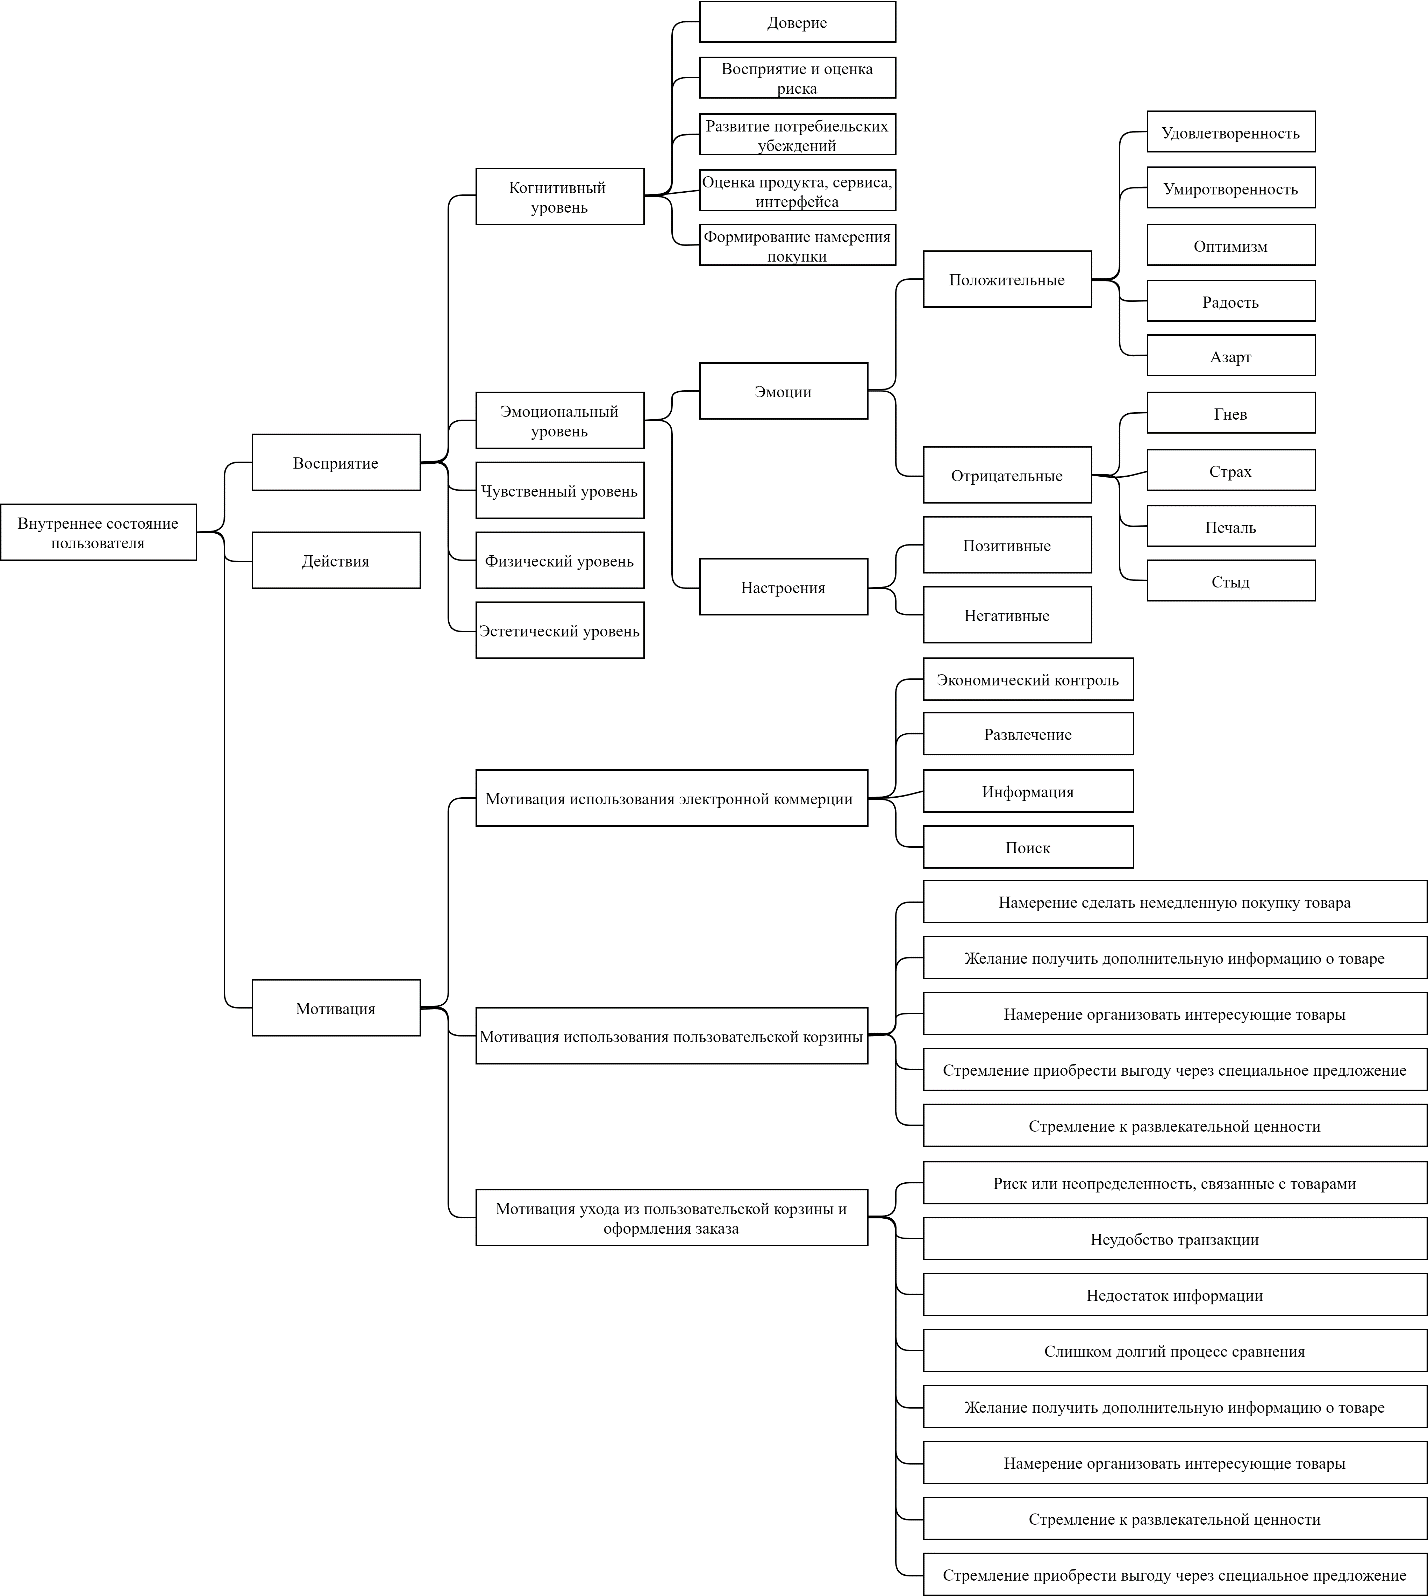 Внутреннее состояние
пользователя
Восприятие
Действия
Мотивация
Когнитивный
уровень
Доверие
Восприятие и оценка
риска
Развитие потребиельских
убеждений
Оценка продукта, сервиса,
интерфейса
Формирование намерения
покупки
Эмоциональный
уровень
Чувственный уровень
Физический уровень
Эстетический уровень
Эмоции
Настроения
Положительные
Отрицательные
Позитивные
Негативные
Удовлетворенность
Умиротворенность
Оптимизм
Радость
Азарт
Гнев
Страх
Печаль
Стыд
Мотивация использования электронной коммерции
Экономический контроль
Развлечение
Информация
Поиск
Мотивация использования пользовательской корзины
Намерение сделать немедленную покупку товара
Желание получить дополнительную информацию о товаре
Намерение организовать интересующие товары
Стремление приобрести выгоду через специальное предложение
Стремление к развлекательной ценности
Мотивация ухода из пользовательской корзины и
оформления заказа
Риск или неопределенность, связанные с товарами
Неудобство транзакции
Недостаток информации
Слишком долгий процесс сравнения
Желание получить дополнительную информацию о товаре
Намерение организовать интересующие товары
Стремление к развлекательной ценности
Стремление приобрести выгоду через специальное предложение